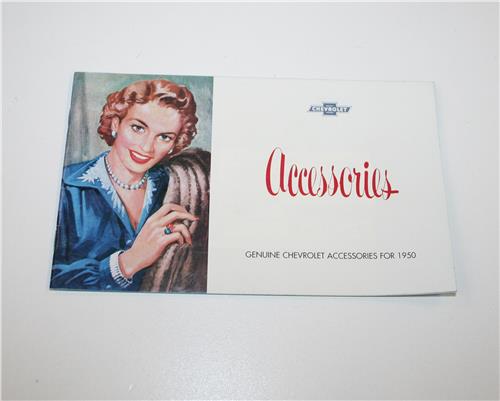 CHEVROLET
Accessories
GENUINE CHEVROLET ACCESSORIES FOR 1950